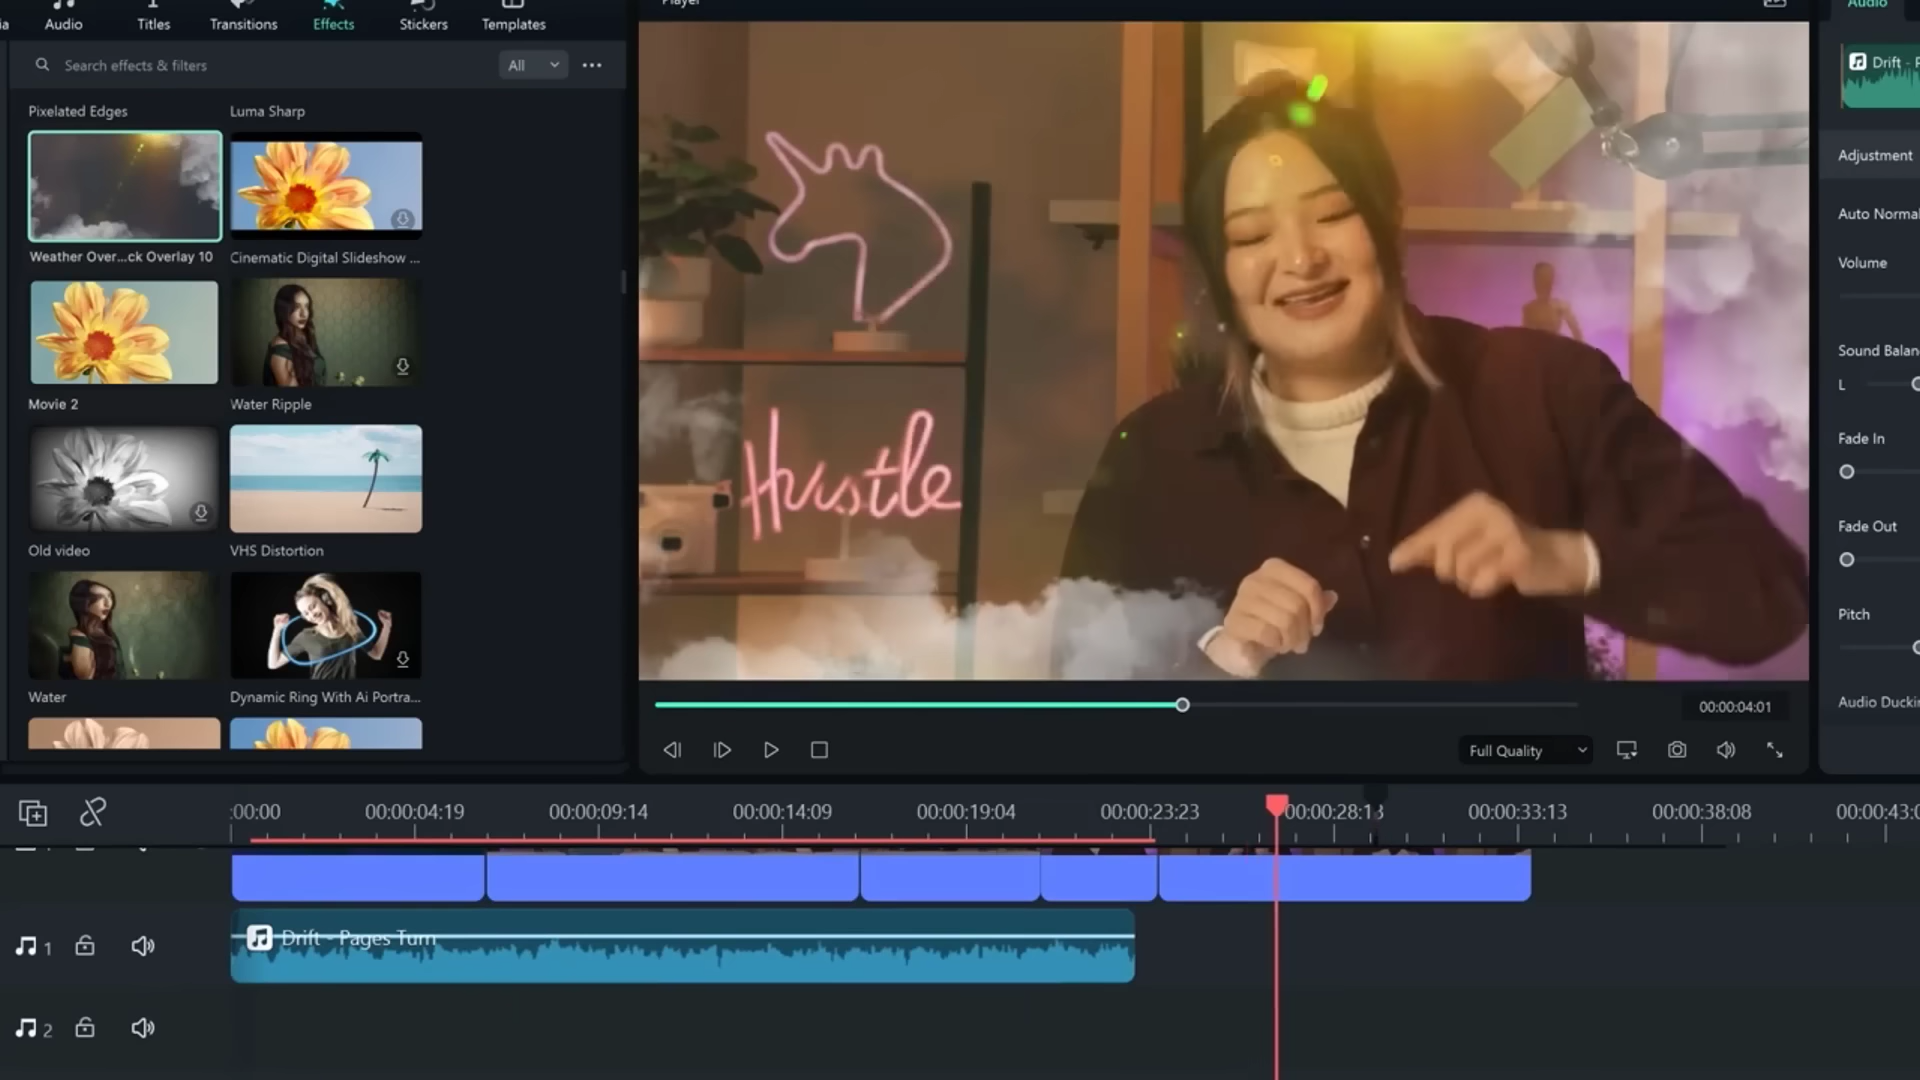 Audio
Titles
Transitions
Effects
Stickers
Templates
Search effects & filters
All
Pixelated Edges
Luma Sharp
Weather Over...ck Overlay 10
Cinematic Digital Slideshow ...
Movie 2
Water Ripple
Old video
VHS Distortion
Water
Dynamic Ring With Ai Portra...
Player
Hustle
00:00:04:01
Full Quality
Audio
Drift - P
Adjustment
Auto Normal
Volume
Sound Balan
L
Fade In
Fade Out
Pitch
Audio Ducki
:00:00
00:00:04:19
00:00:09:14
00:00:14:09
00:00:19:04
00:00:23:23
00:00:28:13
00:00:33:13
00:00:38:08
00:00:43:0
1
Drift - Pages Turn
2